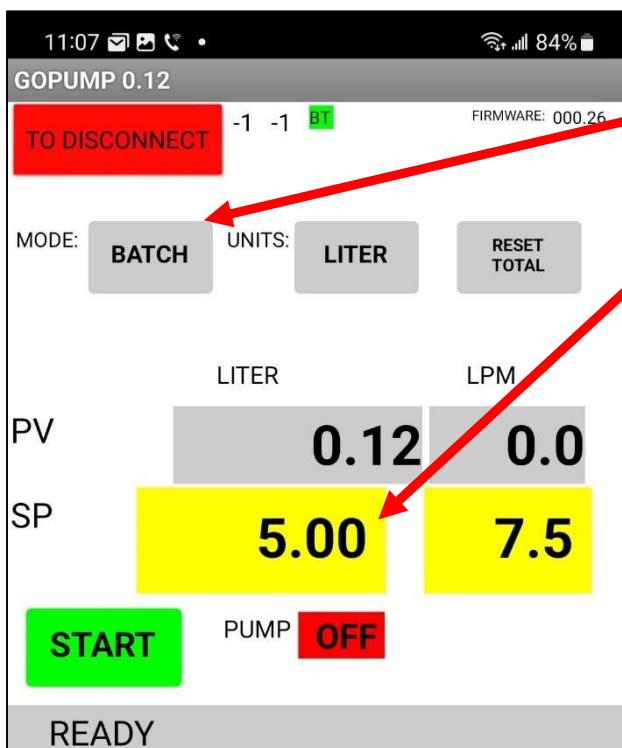 11:07 84%
GOPUMP 0.12
TO DISCONNECT -1 -1 BT FIRMWARE: 000.26
MODE: BATCH UNITS: LITER RESET
TOTAL
LITER LPM
PV 0.12 0.0
SP 5.00 7.5
START PUMP OFF
READY